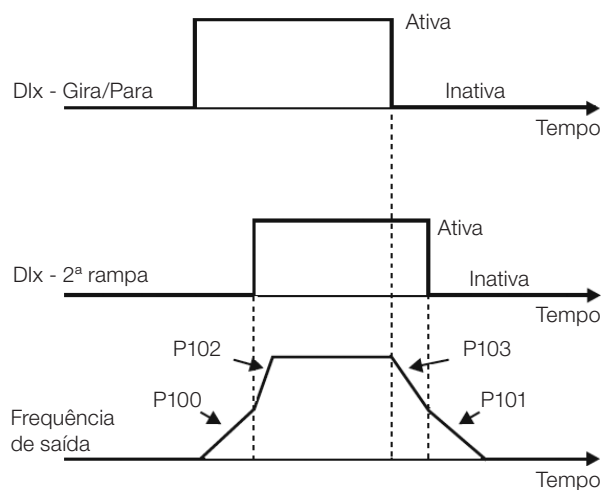 Ativa
DIx - Gira/Para
Inativa
Tempo
Ativa
DIx - 2ª rampa
Inativa
Tempo
P102
P103
P100
P101
Frequência
de saída
Tempo